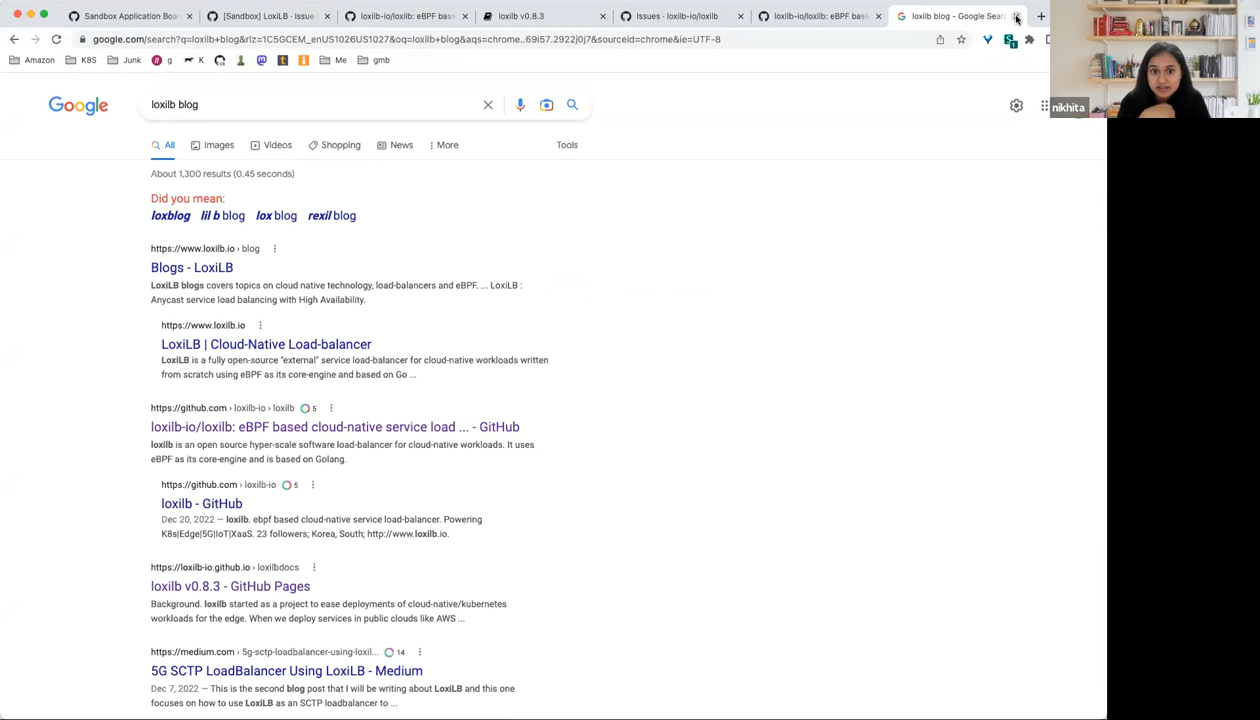 Sandbox Application Boa
[Sandbox] LoxiLB · Issue
loxilb-io/loxilb: eBPF base
loxilb v0.8.3
Issues · loxilb-io/loxilb
loxilb-io/loxilb: eBPF base
loxilb blog - Google Sear
google.com/search?q=loxilb+blog&rlz=1C5GCEM_enUS1026US1027&oq=loxilb+blog&aqs=chrome..69i57.2922j0j7&sourceid=chrome&ie=UTF-8
Amazon K8S Junk g K Me gmb
nikhita
Google
loxilb blog
All Images Videos Shopping News More Tools
About 1,300 results (0.45 seconds)
Did you mean:
loxblog lil b blog lox blog rexil blog
https://www.loxilb.io › blog
Blogs - LoxiLB
LoxiLB blogs covers topics on cloud native technology, load-balancers and eBPF. ... LoxiLB :
Anycast service load balancing with High Availability.
https://www.loxilb.io
LoxiLB | Cloud-Native Load-balancer
LoxiLB is a fully open-source "external" service load-balancer for cloud-native workloads written
from scratch using eBPF as its core-engine and based on Go ...
https://github.com › loxilb-io › loxilb 5
loxilb-io/loxilb: eBPF based cloud-native service load ... - GitHub
loxilb is an open source hyper-scale software load-balancer for cloud-native workloads. It uses
eBPF as its core-engine and is based on Golang.
https://github.com › loxilb-io 5
loxilb - GitHub
Dec 20, 2022 — loxilb. ebpf based cloud-native service load-balancer. Powering
K8s|Edge|5G|IoT|XaaS. 23 followers; Korea, South; http://www.loxilb.io.
https://loxilb-io.github.io › loxilbdocs
loxilb v0.8.3 - GitHub Pages
Background. loxilb started as a project to ease deployments of cloud-native/kubernetes
workloads for the edge. When we deploy services in public clouds like AWS ...
https://medium.com › 5g-sctp-loadbalancer-using-loxil... 14
5G SCTP LoadBalancer Using LoxiLB - Medium
Dec 7, 2022 — This is the second blog post that I will be writing about LoxiLB and this one
focuses on how to use LoxiLB as an SCTP loadbalancer to ...